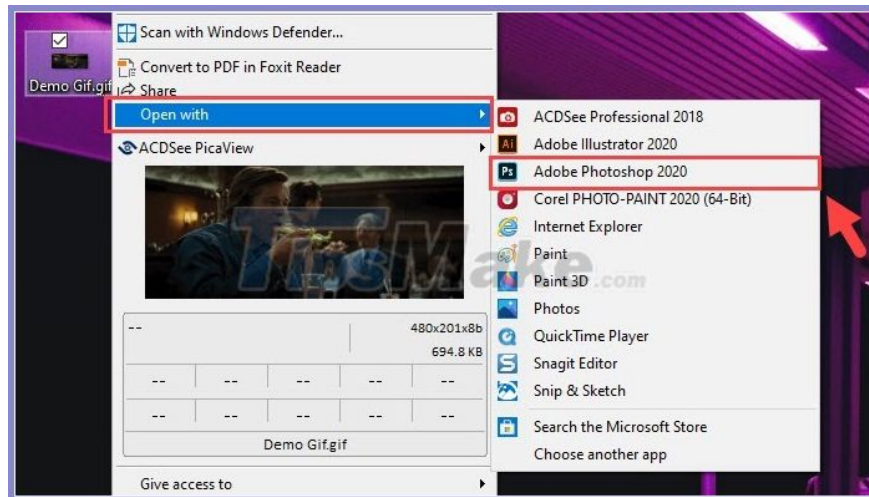 Demo Gif.gif
Scan with Windows Defender...
Convert to PDF in Foxit Reader
Share
Open with
ACDSee PicaView
TipsMake.com
--
480x201x8b
694.8 KB
-- -- -- -- --
-- -- -- -- --
Demo Gif.gif
Give access to
ACDSee Professional 2018
Ai Adobe Illustrator 2020
Ps Adobe Photoshop 2020
Corel PHOTO-PAINT 2020 (64-Bit)
Internet Explorer
Paint
Paint 3D
Photos
QuickTime Player
Snagit Editor
Snip & Sketch
Search the Microsoft Store
Choose another app